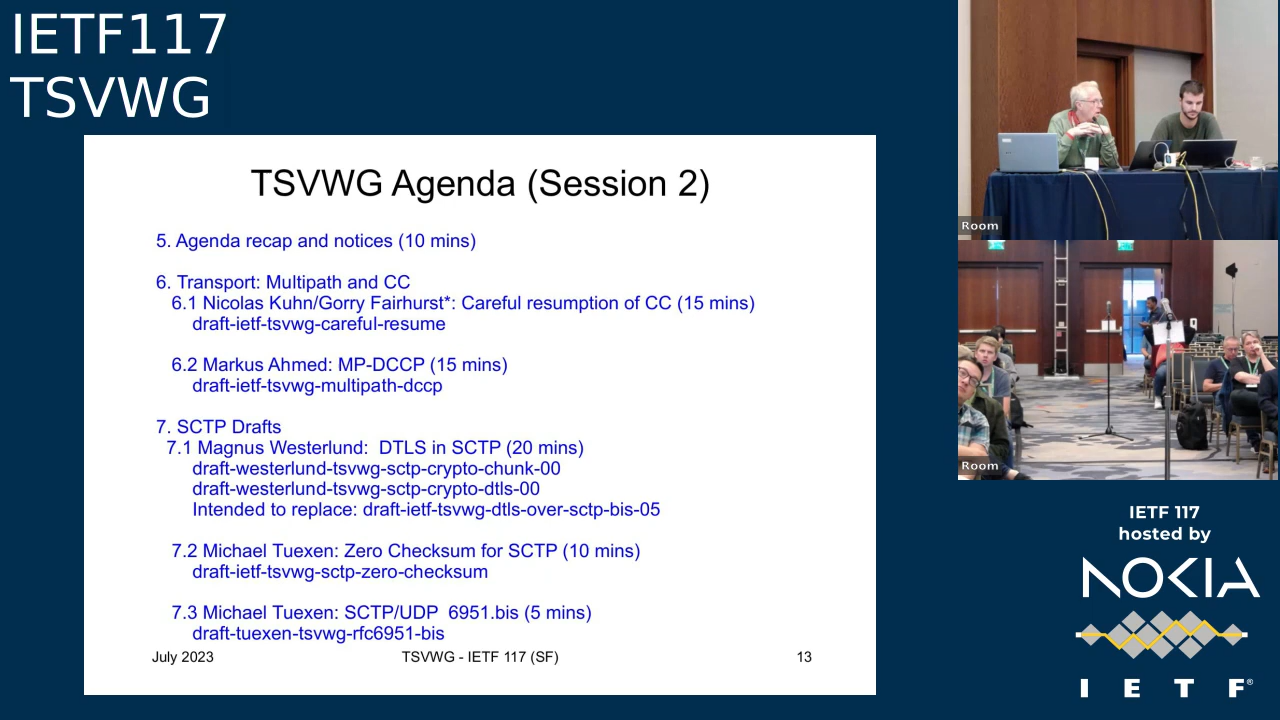 IETF117
TSVWG
TSVWG Agenda (Session 2)
5. Agenda recap and notices (10 mins)
6. Transport: Multipath and CC
6.1 Nicolas Kuhn/Gorry Fairhurst*: Careful resumption of CC (15 mins)
draft-ietf-tsvwg-careful-resume
6.2 Markus Ahmed: MP-DCCP (15 mins)
draft-ietf-tsvwg-multipath-dccp
7. SCTP Drafts
7.1 Magnus Westerlund: DTLS in SCTP (20 mins)
draft-westerlund-tsvwg-sctp-crypto-chunk-00
draft-westerlund-tsvwg-sctp-crypto-dtls-00
Intended to replace: draft-ietf-tsvwg-dtls-over-sctp-bis-05
7.2 Michael Tuexen: Zero Checksum for SCTP (10 mins)
draft-ietf-tsvwg-sctp-zero-checksum
7.3 Michael Tuexen: SCTP/UDP 6951.bis (5 mins)
draft-tuexen-tsvwg-rfc6951-bis
July 2023 TSVWG - IETF 117 (SF) 13
Room
Room
IETF 117
hosted by
NOKIA
I E T F®